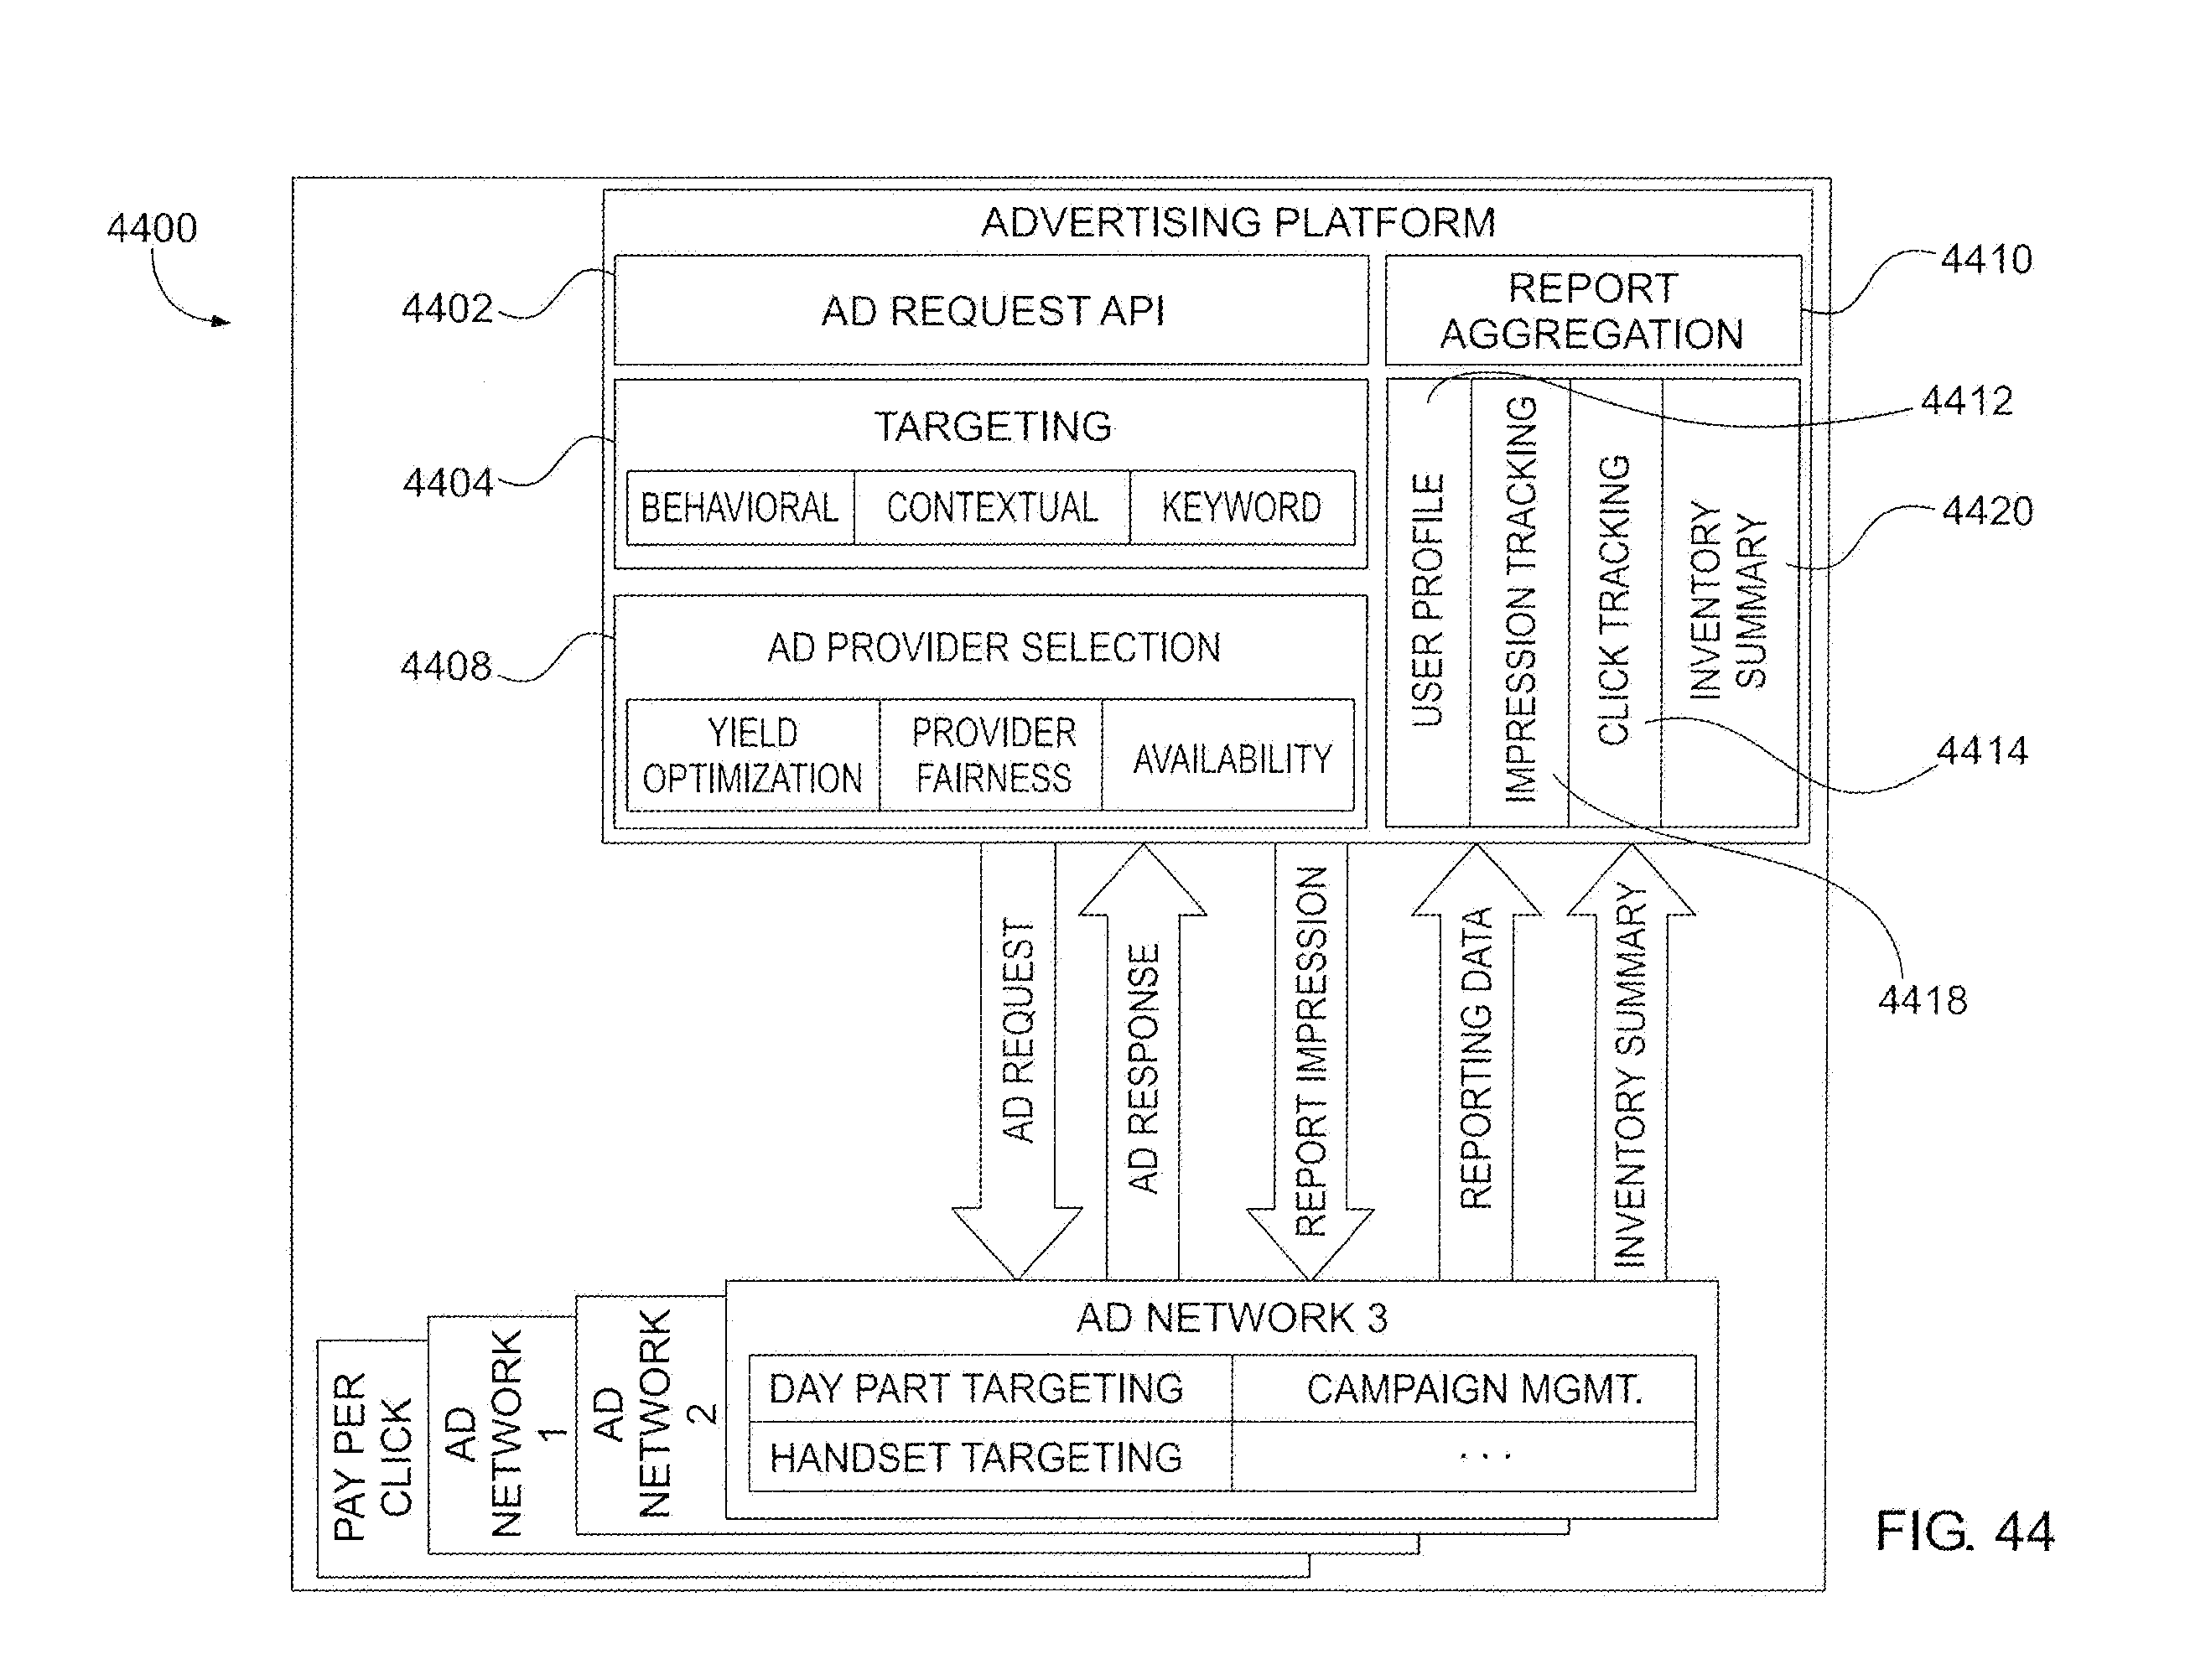 4400
ADVERTISING PLATFORM
4402
AD REQUEST API
REPORT
AGGREGATION
4410
4404
TARGETING
BEHAVIORAL
CONTEXTUAL
KEYWORD
4408
AD PROVIDER SELECTION
YIELD
OPTIMIZATION
PROVIDER
FAIRNESS
AVAILABILITY
USER PROFILE
IMPRESSION TRACKING
CLICK TRACKING
INVENTORY
SUMMARY
4412
4420
4414
4418
AD REQUEST
AD RESPONSE
REPORT IMPRESSION
REPORTING DATA
INVENTORY SUMMARY
PAY PER
CLICK
AD
NETWORK
1
AD
NETWORK
2
AD NETWORK 3
DAY PART TARGETING
CAMPAIGN MGMT.
HANDSET TARGETING
. . .
FIG. 44